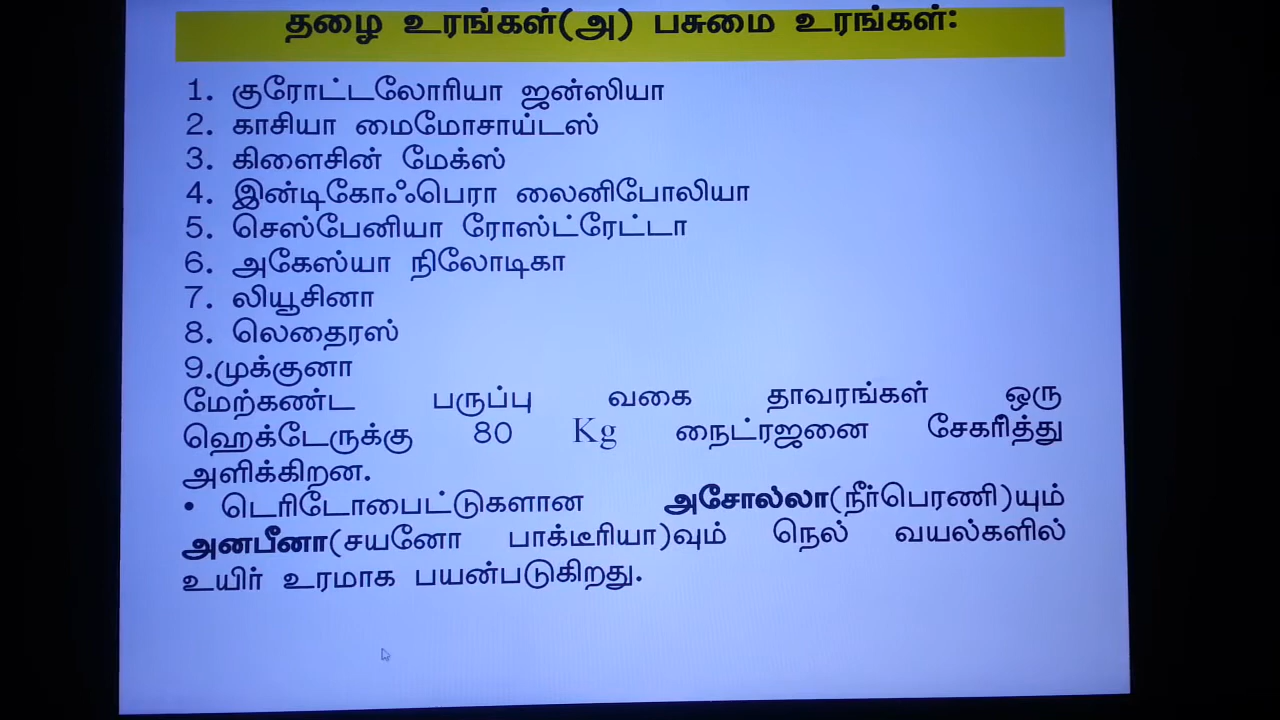 தழை உரங்கள்(அ) பசுமை உரங்கள்:
1. குரோட்டலோரியா ஜன்ஸியா
2. காசியா மைமோசாய்டஸ்
3. கிளைசின் மேக்ஸ்
4. இன்டிகோஃபெரா லைனிபோலியா
5. செஸ்பேனியா ரோஸ்ட்ரேட்டா
6. அகேஸ்யா நிலோடிகா
7. லியூசினா
8. லெதைரஸ்
9.முக்குனா
மேற்கண்ட பருப்பு வகை தாவரங்கள் ஒரு
ஹெக்டேருக்கு 80 Kg நைட்ரஜனை சேகரித்து
அளிக்கிறன.
• டெரிடோபைட்டுகளான அசோல்லா(நீர்பெரணி)யும்
அனபீனா(சயனோ பாக்டீரியா)வும் நெல் வயல்களில்
உயிர் உரமாக பயன்படுகிறது.